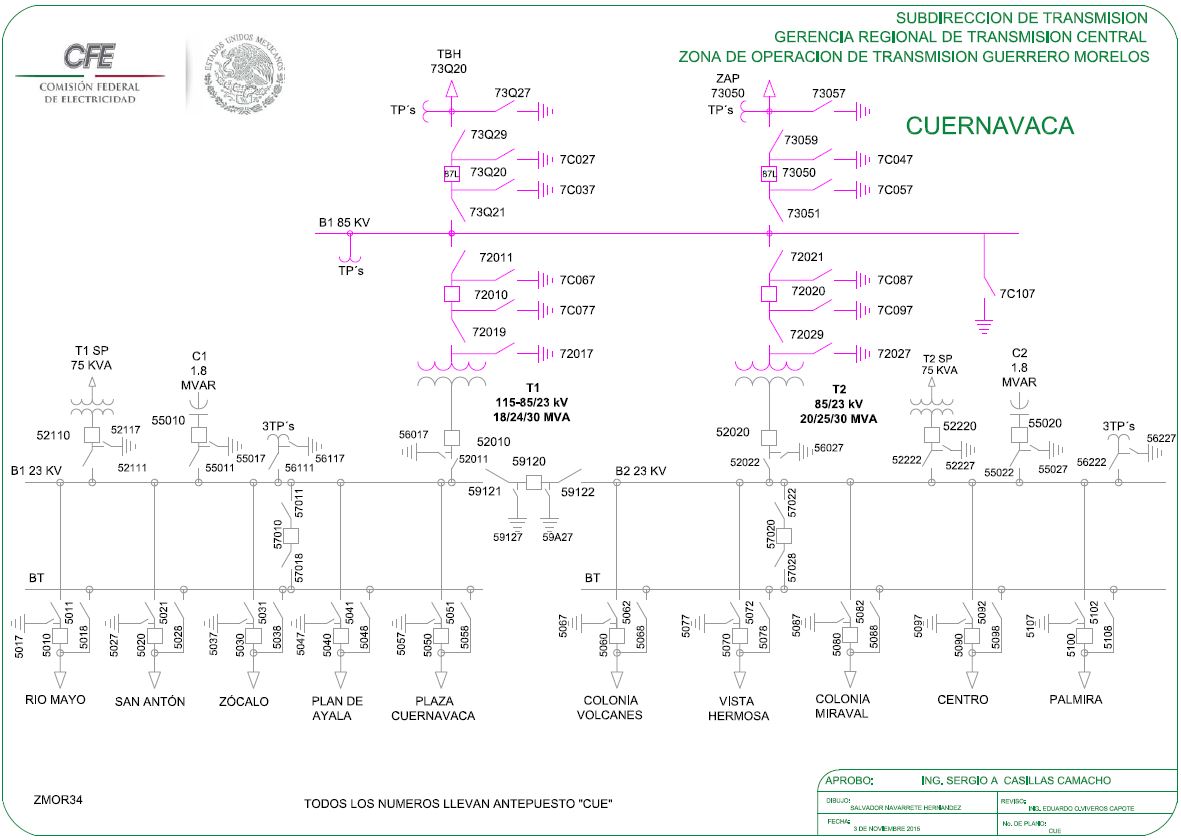 SUBDIRECCION DE TRANSMISION
GERENCIA REGIONAL DE TRANSMISION CENTRAL
ZONA DE OPERACION DE TRANSMISION GUERRERO MORELOS
CFE
COMISIÓN FEDERAL
DE ELECTRICIDAD
ESTADOS UNIDOS MEXICANOS
CUERNAVACA
TBH
73Q20
TP´s
73Q27
73Q29
7C027
87L
73Q20
7C037
73Q21
ZAP
73050
TP´s
73057
73059
7C047
87L
73050
7C057
73051
B1 85 KV
TP´s
72011
7C067
72010
7C077
72019
72017
72021
7C087
72020
7C097
72029
72027
7C107
T1
115-85/23 kV
18/24/30 MVA
T2
85/23 kV
20/25/30 MVA
T1 SP
75 KVA
52110
52117
52111
C1
1.8
MVAR
55010
55017
55011
3TP´s
56117
56111
56017
52010
52011
59120
59121
59122
59127
59A27
52020
56027
52022
T2 SP
75 KVA
52220
52222
52227
C2
1.8
MVAR
55020
55022
55027
3TP´s
56227
56222
B1 23 KV
B2 23 KV
57011
57010
57018
57022
57020
57028
BT
BT
5017
5010
5011
5018
5027
5020
5021
5028
5037
5030
5031
5038
5047
5040
5041
5048
5057
5050
5051
5058
5067
5060
5062
5068
5077
5070
5072
5078
5087
5080
5082
5088
5097
5090
5092
5098
5107
5100
5102
5108
RIO MAYO
SAN ANTÓN
ZÓCALO
PLAN DE
AYALA
PLAZA
CUERNAVACA
COLONIA
VOLCANES
VISTA
HERMOSA
COLONIA
MIRAVAL
CENTRO
PALMIRA
ZMOR34
TODOS LOS NUMEROS LLEVAN ANTEPUESTO "CUE"
APROBO: ING. SERGIO A CASILLAS CAMACHO
DIBUJO:
SALVADOR NAVARRETE HERNANDEZ
REVISO:
ING. EDUARDO OLIVEROS CAPOTE
FECHA:
3 DE NOVIEMBRE 2015
No. DE PLANO:
CUE